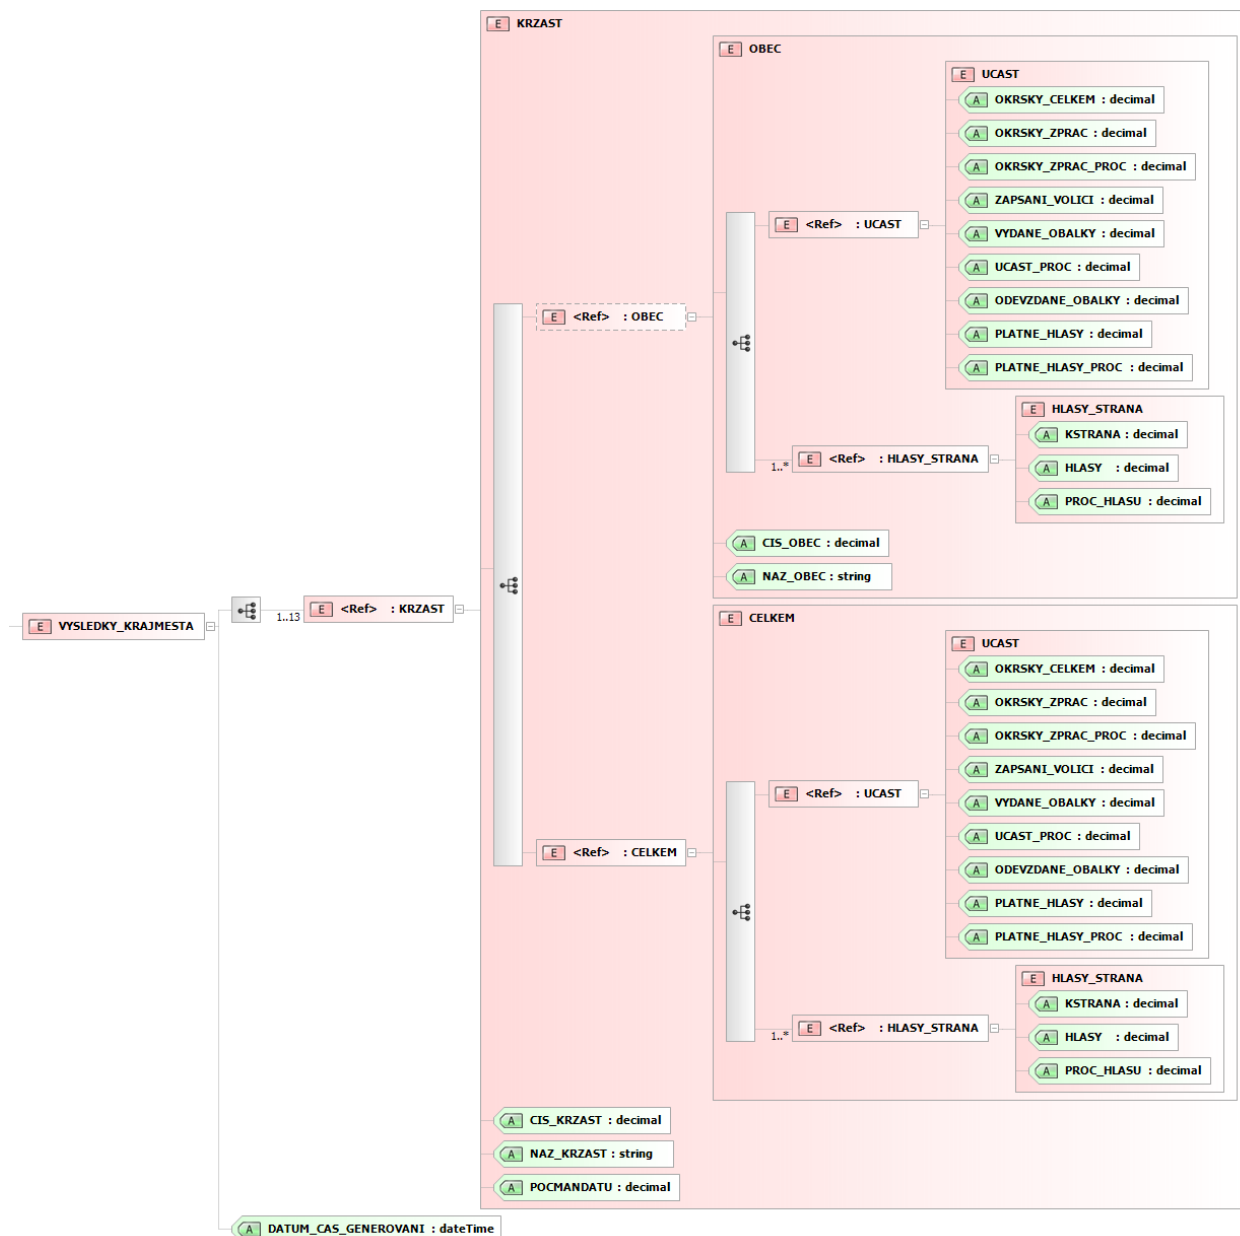 E KRZAST
E OBEC
E UCAST
A OKRSKY_CELKEM : decimal
A OKRSKY_ZPRAC : decimal
A OKRSKY_ZPRAC_PROC : decimal
A ZAPSANI_VOLICI : decimal
A VYDANE_OBALKY : decimal
A UCAST_PROC : decimal
A ODEVZDANE_OBALKY : decimal
A PLATNE_HLASY : decimal
A PLATNE_HLASY_PROC : decimal
E <Ref> : UCAST
E <Ref> : OBEC
E HLASY_STRANA
A KSTRANA : decimal
A HLASY : decimal
A PROC_HLASU : decimal
1..* E <Ref> : HLASY_STRANA
A CIS_OBEC : decimal
A NAZ_OBEC : string
E VYSLEDKY_KRAJMESTA
1..13 E <Ref> : KRZAST
E CELKEM
E UCAST
A OKRSKY_CELKEM : decimal
A OKRSKY_ZPRAC : decimal
A OKRSKY_ZPRAC_PROC : decimal
A ZAPSANI_VOLICI : decimal
A VYDANE_OBALKY : decimal
A UCAST_PROC : decimal
A ODEVZDANE_OBALKY : decimal
A PLATNE_HLASY : decimal
A PLATNE_HLASY_PROC : decimal
E <Ref> : UCAST
E <Ref> : CELKEM
E HLASY_STRANA
A KSTRANA : decimal
A HLASY : decimal
A PROC_HLASU : decimal
1..* E <Ref> : HLASY_STRANA
A CIS_KRZAST : decimal
A NAZ_KRZAST : string
A POCMANDATU : decimal
A DATUM_CAS_GENEROVANI : dateTime